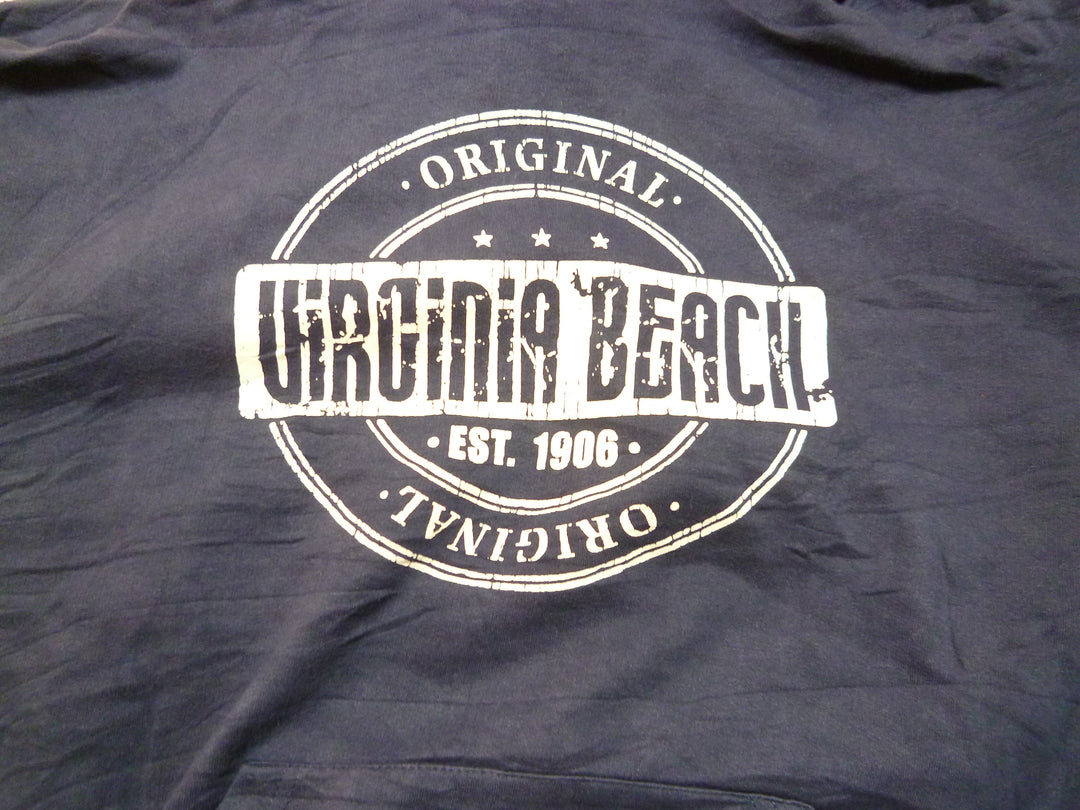 · ORIGINAL ·
VIRGINIA BEACH
· EST. 1906 ·
· ORIGINAL ·